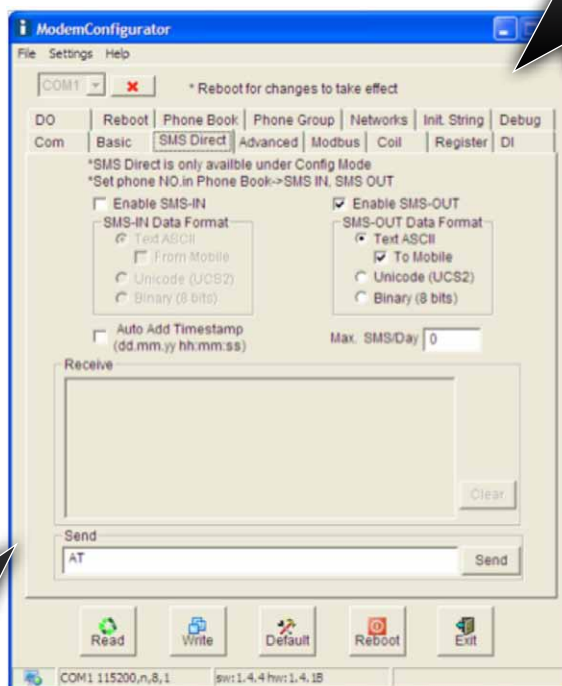 ModemConfigurator
File Settings Help
COM1 * Reboot for changes to take effect
DO Reboot Phone Book Phone Group Networks Init. String Debug
Com Basic SMS Direct Advanced Modbus Coil Register DI
*SMS Direct is only availble under Config Mode
*Set phone NO.in Phone Book->SMS IN, SMS OUT
Enable SMS-IN Enable SMS-OUT
SMS-IN Data Format SMS-OUT Data Format
Text ASCII Text ASCII
From Mobile To Mobile
Unicode (UCS2) Unicode (UCS2)
Binary (8 bits) Binary (8 bits)
Auto Add Timestamp
(dd.mm.yy hh:mm:ss) Max. SMS/Day 0
Receive
Clear
Send
AT Send
Read Write Default Reboot Exit
COM1 115200,n,8,1 sw:1.4.4 hw:1.4.1B